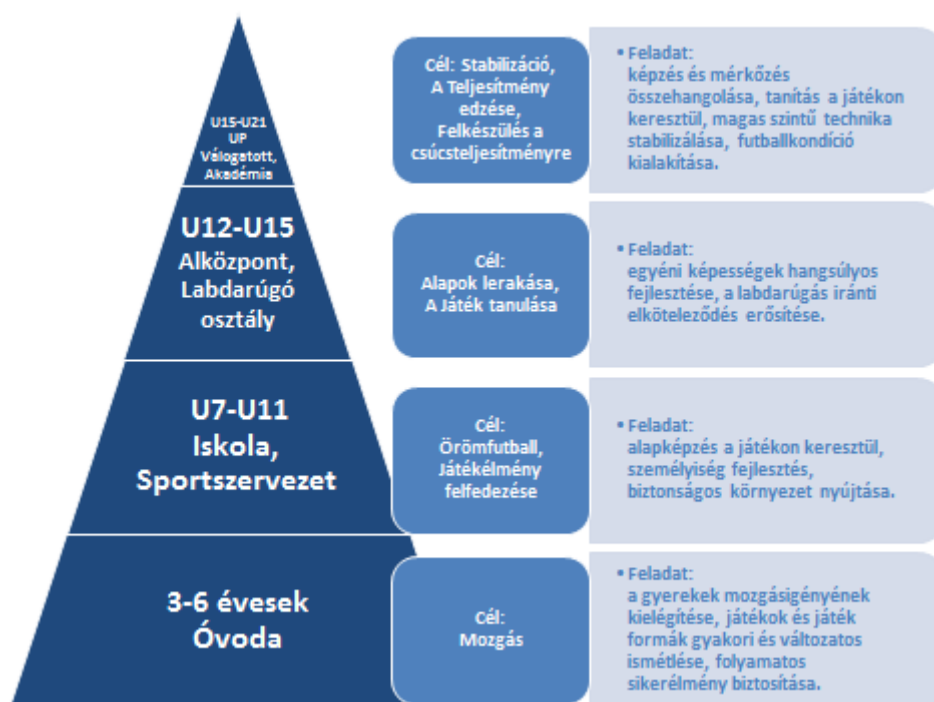 U15-U21
UP
Válogatott,
Akadémia
Cél: Stabilizáció,
A Teljesítmény
edzése,
Felkészülés a
csúcsteljesítményre
• Feladat:
képzés és mérkőzés
összehangolása, tanítás a játékon
keresztül, magas szintű technika
stabilizálása, futballkondíció
kialakítása.
U12-U15
Alközpont,
Labdarúgó
osztály
Cél:
Alapok lerakása,
A Játék tanulása
• Feladat:
egyéni képességek hangsúlyos
fejlesztése, a labdarúgás iránti
elköteleződés erősítése.
U7-U11
Iskola,
Sportszervezet
Cél:
Örömfutball,
Játékélmény
felfedezése
• Feladat:
alapképzés a játékon keresztül,
személyiség fejlesztés,
biztonságos környezet nyújtása.
3-6 évesek
Óvoda
Cél:
Mozgás
• Feladat:
a gyerekek mozgásigényének
kielégítése, játékok és játék
formák gyakori és változatos
ismétlése, folyamatos
sikerélmény biztosítása.